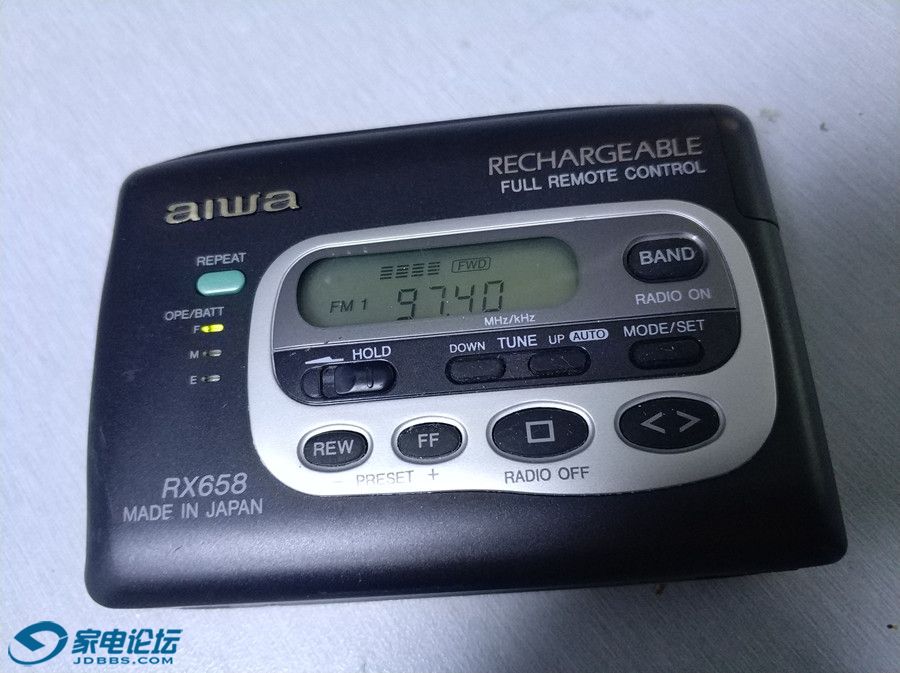 aiwa
RECHARGEABLE
FULL REMOTE CONTROL
REPEAT
OPE/BATT
F
M
E
FWD
FM 1 97.40
MHz/kHz
BAND
RADIO ON
HOLD
DOWN TUNE UP AUTO
MODE/SET
REW
FF
- PRESET +
□
RADIO OFF
< >
RX658
MADE IN JAPAN
家电论坛
JDBBS.COM